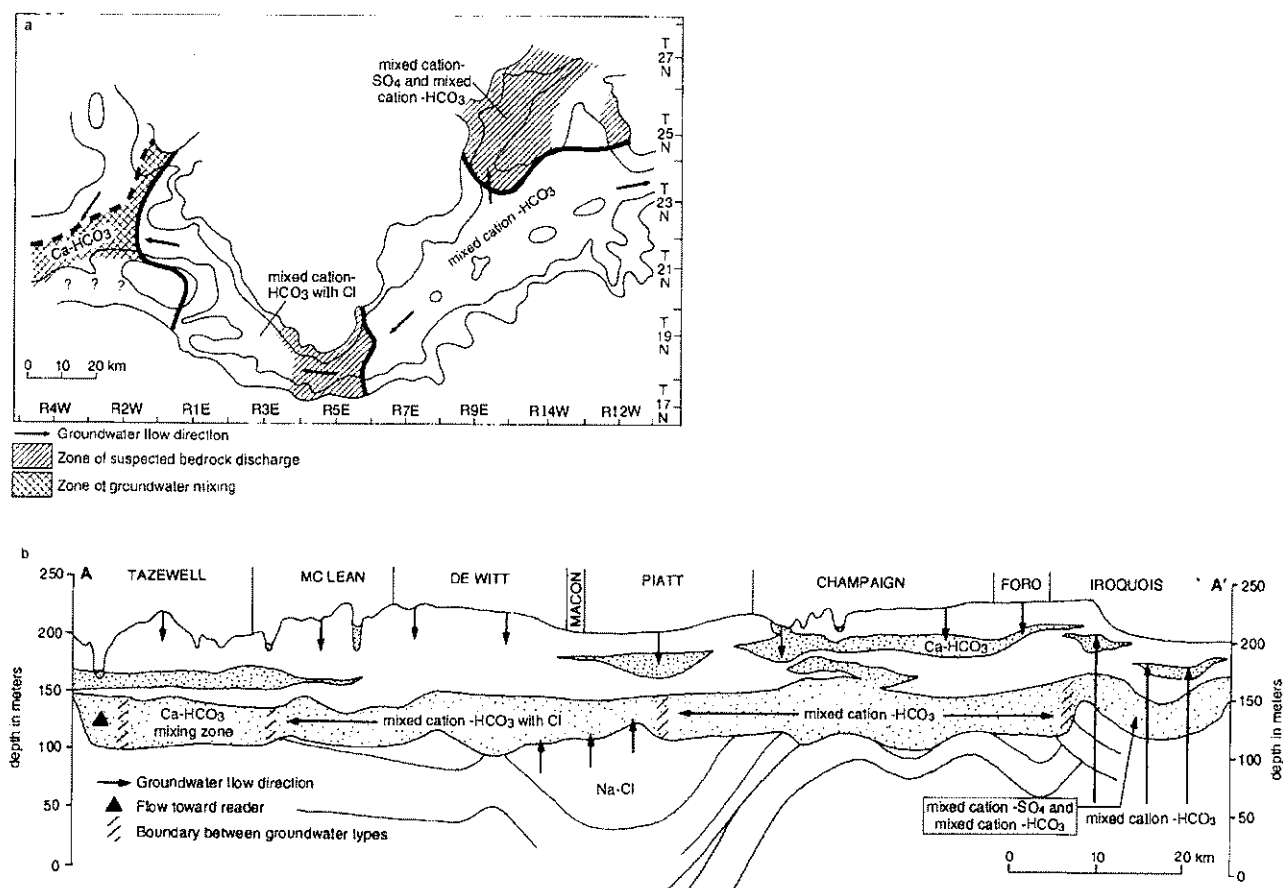 a
T
27
N
T
25
N
T
23
N
T
21
N
T
19
N
T
17
N
mixed cation-
SO4 and mixed
cation -HCO3
mixed cation -HCO3
Ca-HCO3
? ? ?
mixed cation-
HCO3 with Cl
0 10 20 km
R4W R2W R1E R3E R5E R7E R9E R14W R12W
Groundwater flow direction
Zone of suspected bedrock discharge
Zone of groundwater mixing
b
250 A TAZEWELL MC LEAN DE WITT MACON PIATT CHAMPAIGN FORO IROQUOIS ' A' 250
200 200
150 150
100 100
50 50
0 0
depth in meters
depth in meters
Ca-HCO3
Ca-HCO3
mixing zone
mixed cation -HCO3 with Cl
mixed cation -HCO3
Na-Cl
Groundwater flow direction
Flow toward reader
Boundary between groundwater types
mixed cation -SO4 and
mixed cation -HCO3
mixed cation -HCO3
0 10 20 km